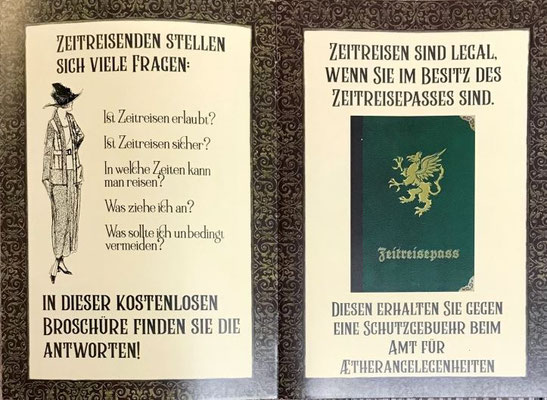 Zeitreisenden stellen
sich viele Fragen:
Ist Zeitreisen erlaubt?
Ist Zeitreisen sicher?
In welche Zeiten kann
man reisen?
Was ziehe ich an?
Was sollte ich unbedingt
vermeiden?
in dieser kostenlosen
Broschüre finden Sie die
Antworten!
Zeitreisen sind legal,
wenn Sie im Besitz des
Zeitreisepasses sind.
Zeitreisepass
Diesen erhalten Sie gegen
eine Schutzgebuehr beim
Amt für
Ætherangelegenheiten